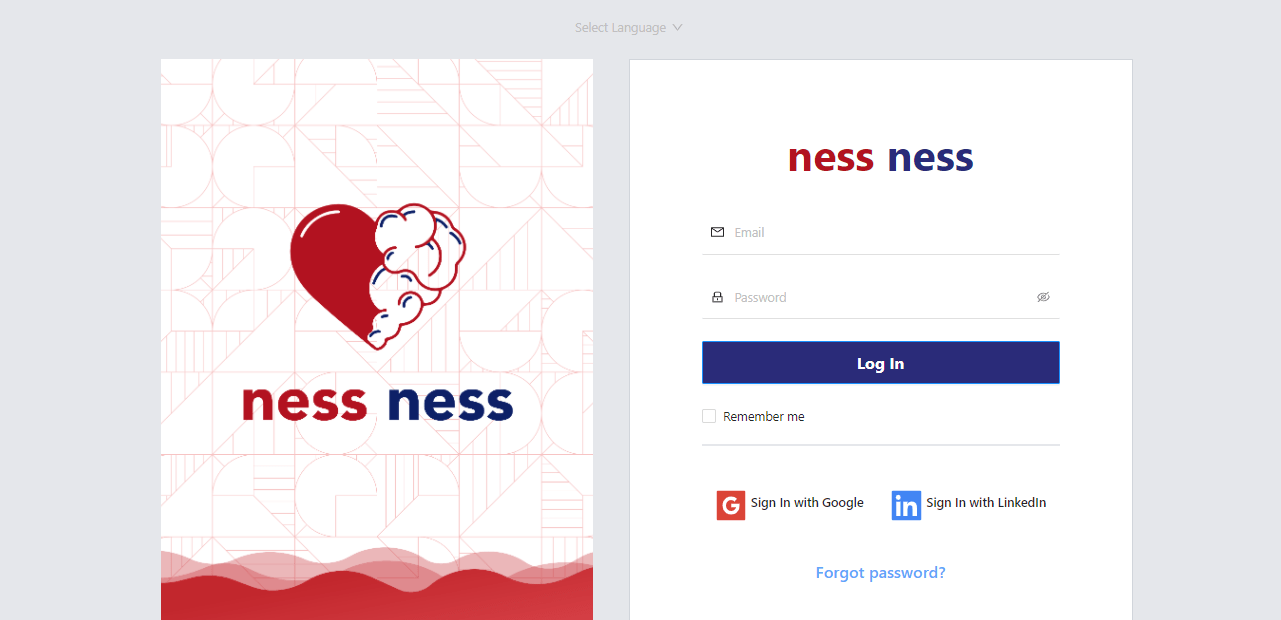 Select Language
ness ness
ness ness
Email
Password
Log In
Remember me
Sign In with Google
in Sign In with LinkedIn
Forgot password?